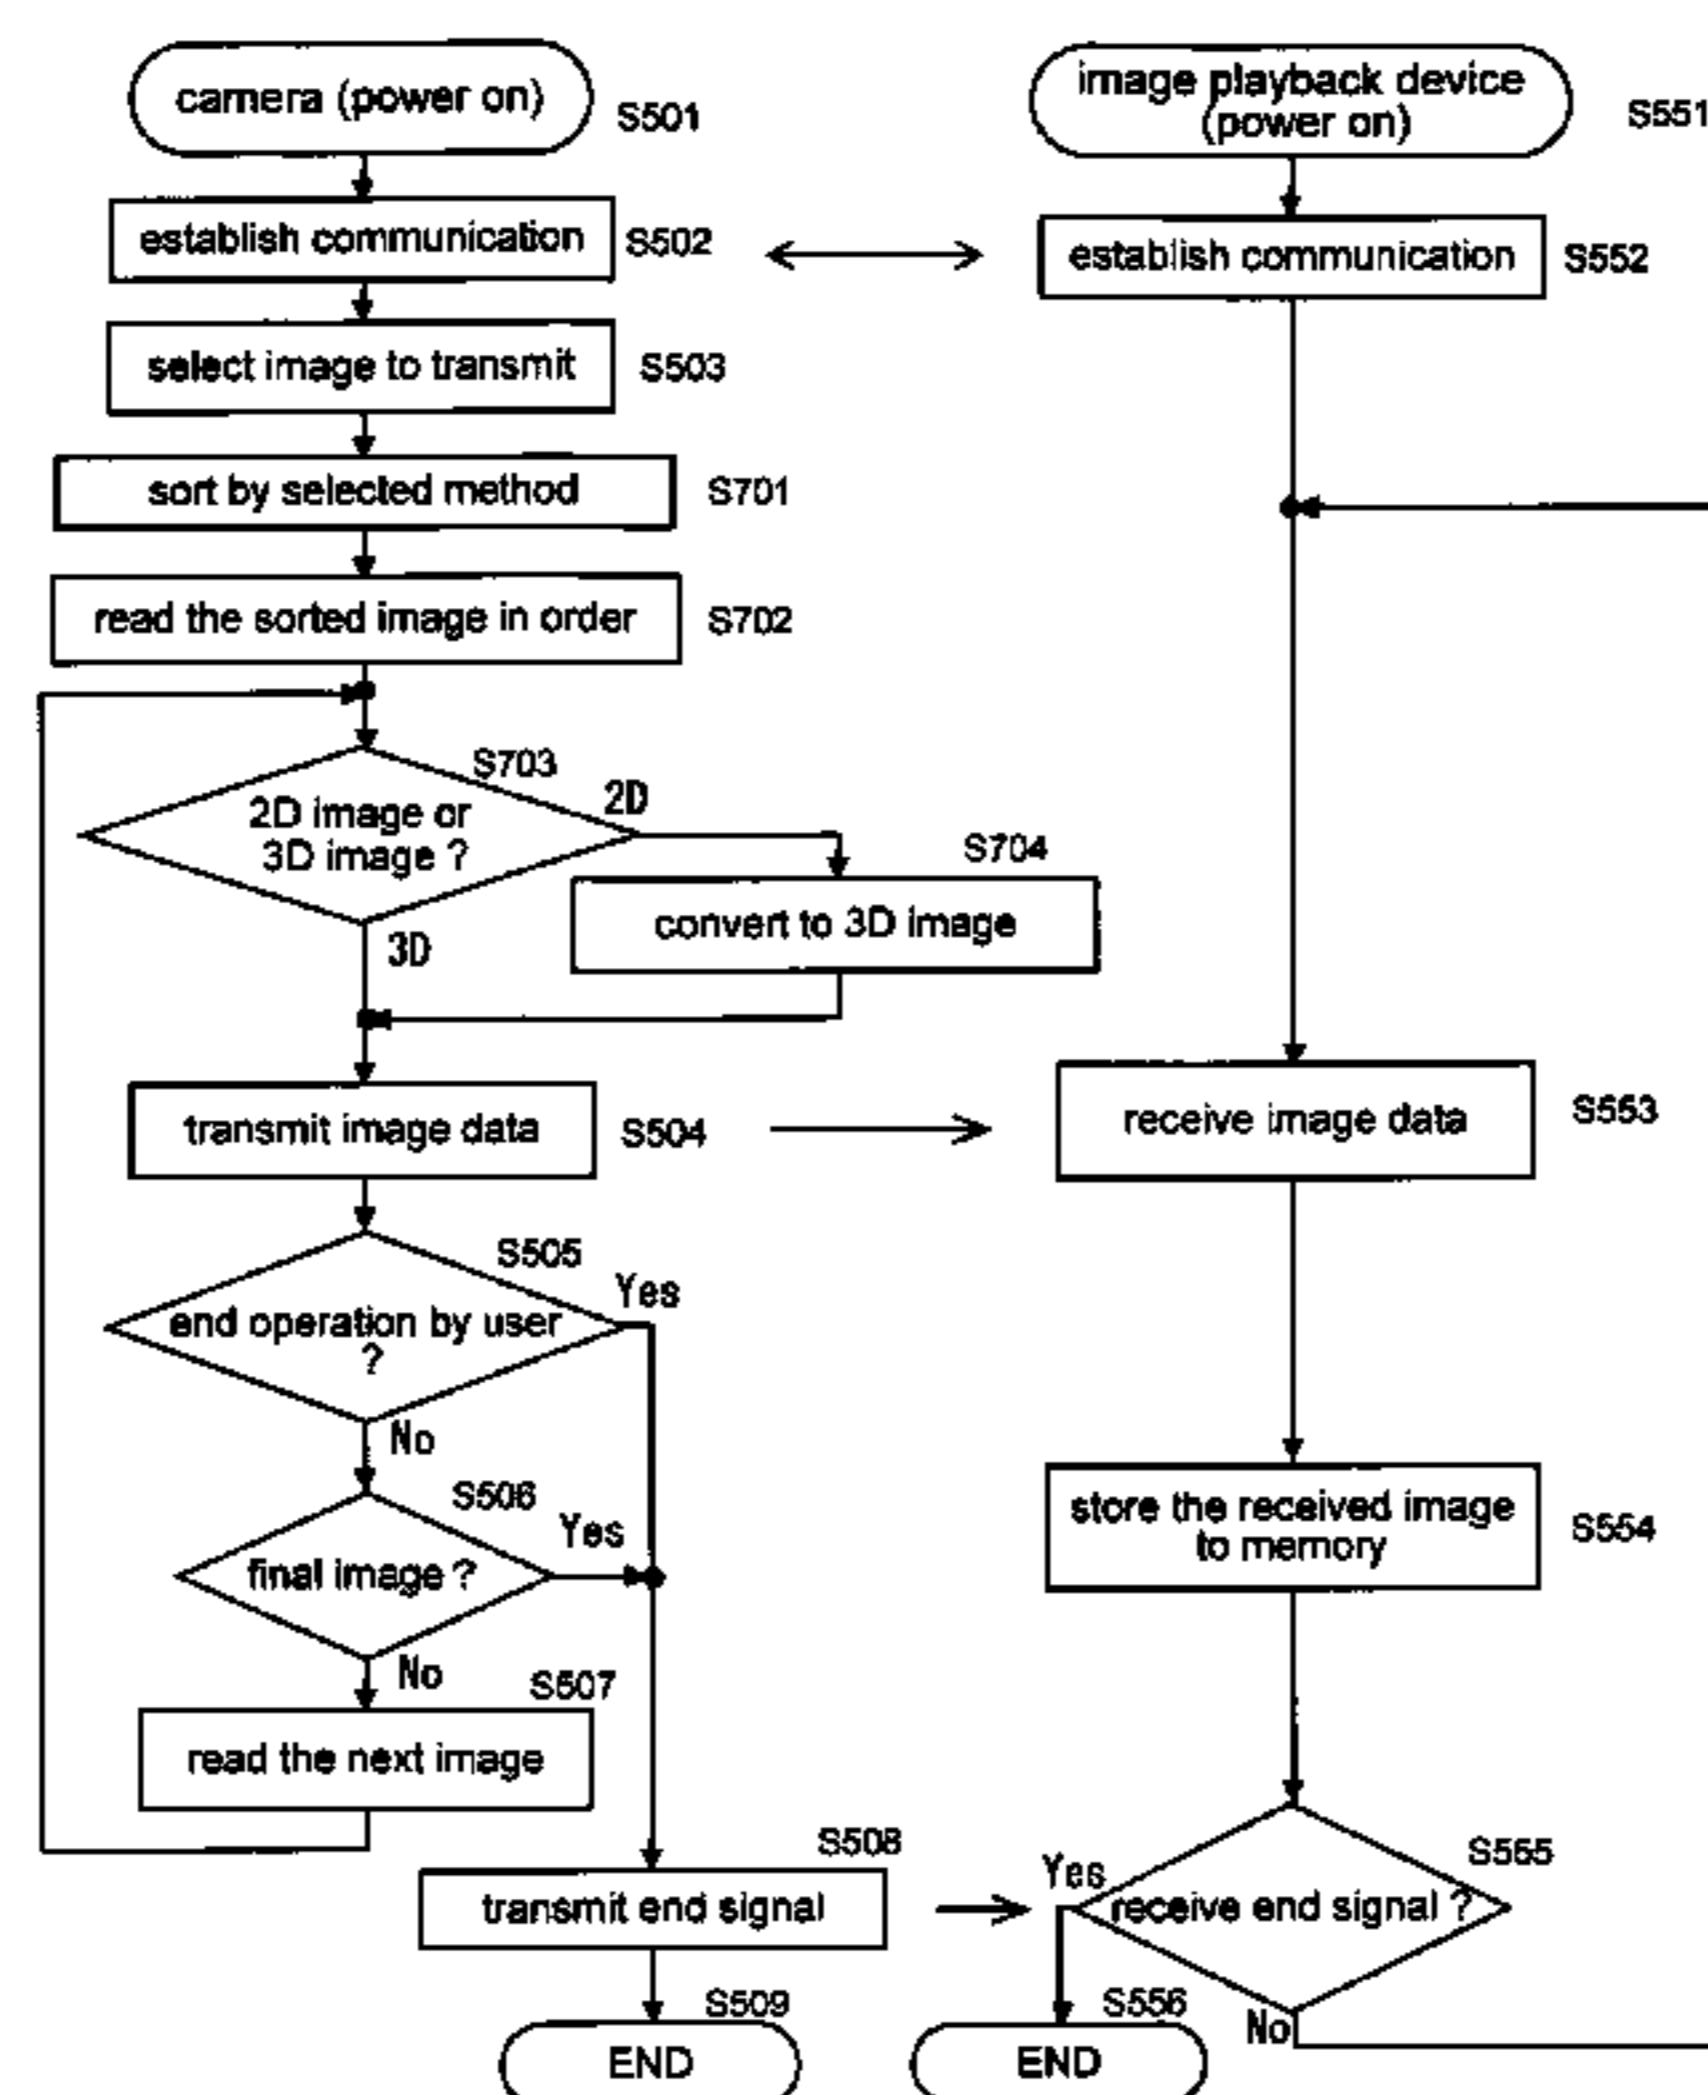 camera (power on)
S501
establish communication
S502
select image to transmit
S503
sort by selected method
S701
read the sorted image in order
S702
S703
2D image or
3D image ?
2D
3D
S704
convert to 3D image
transmit image data
S504
S505
end operation by user
?
Yes
No
S506
final image ?
Yes
No
S507
read the next image
S508
transmit end signal
S509
END
image playback device
(power on)
S551
establish communication
S552
receive image data
S553
store the received image
to memory
S554
S555
receive end signal ?
Yes
No
S556
END